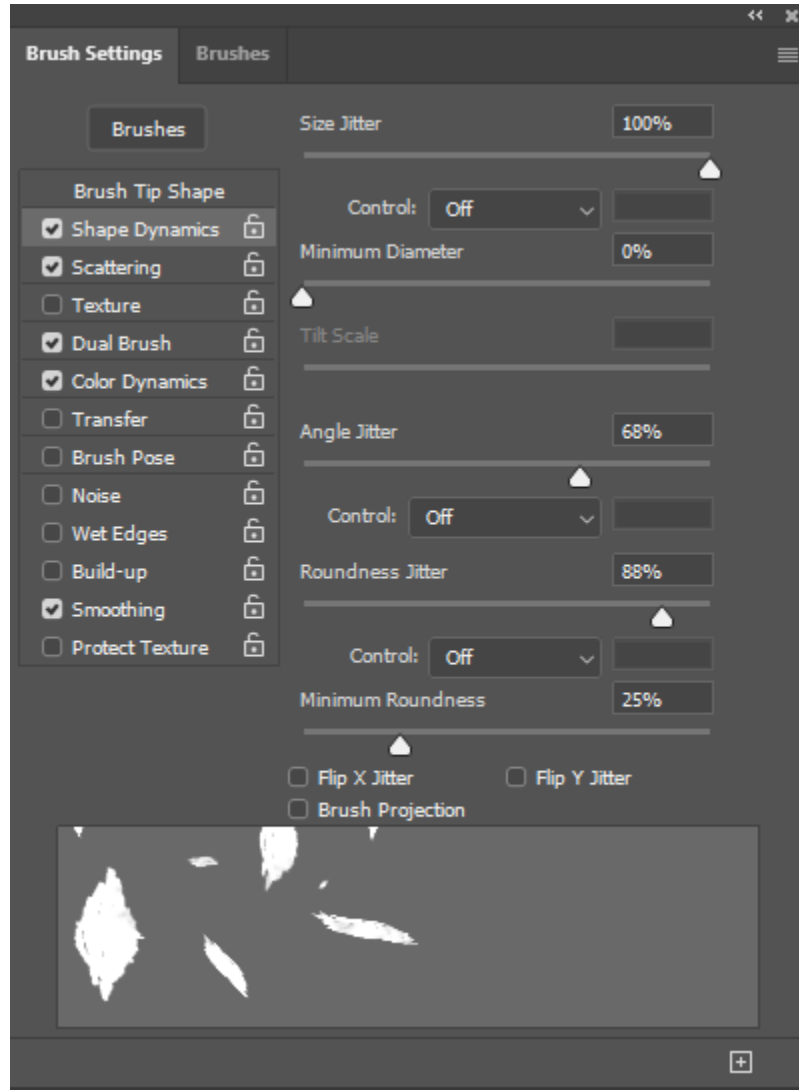 Brush Settings Brushes
Brushes
Brush Tip Shape
Shape Dynamics
Scattering
Texture
Dual Brush
Color Dynamics
Transfer
Brush Pose
Noise
Wet Edges
Build-up
Smoothing
Protect Texture
Size Jitter 100%
Control: Off
Minimum Diameter 0%
Tilt Scale
Angle Jitter 68%
Control: Off
Roundness Jitter 88%
Control: Off
Minimum Roundness 25%
Flip X Jitter Flip Y Jitter
Brush Projection